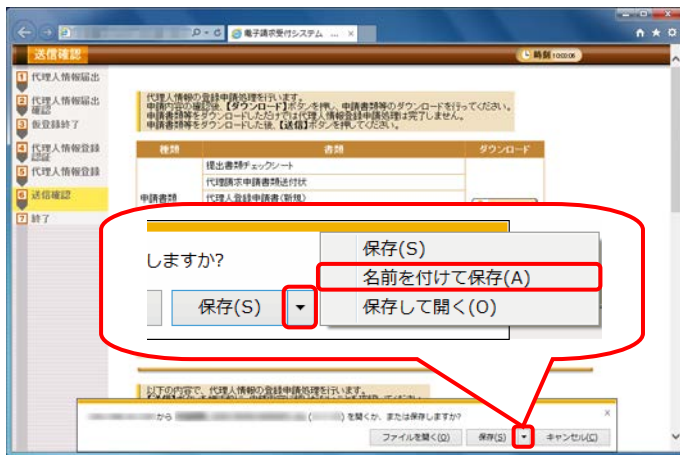 電子請求受付システム ... ×
送信確認
時刻 10:00:06
1 代理人情報届出
2 代理人情報届出
確認
3 仮登録終了
4 代理人情報登録
認証
5 代理人情報登録
6 送信確認
7 終了
代理人情報の登録申請処理を行います。
申請内容の確認後、【ダウンロード】ボタンを押し、申請書類等のダウンロードを行ってください。
申請書類等をダウンロードしただけでは代理人情報登録申請処理は完了しません。
申請書類等をダウンロードした後、【送信】ボタンを押してください。
種類 書類 ダウンロード
提出書類チェックシート
代理請求申請書類送付状
申請書類 代理人登録申請書(新規)
しますか?
保存(S)
保存(S)
名前を付けて保存(A)
保存して開く(O)
以下の内容で、代理人情報の登録申請処理を行います。
から ( ) を開くか、または保存しますか? ×
ファイルを開く(O) 保存(S) キャンセル(C)